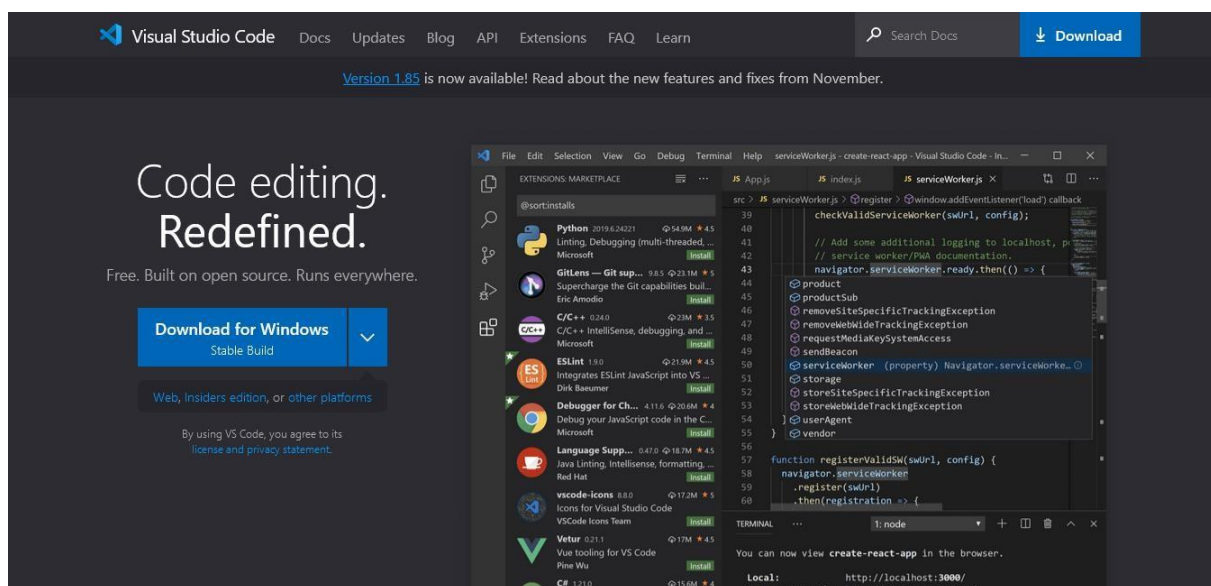 Visual Studio Code Docs Updates Blog API Extensions FAQ Learn Search Docs Download
Version 1.85 is now available! Read about the new features and fixes from November.
Code editing.
Redefined.
Free. Built on open source. Runs everywhere.
Download for Windows
Stable Build
Web, Insiders edition, or other platforms
By using VS Code, you agree to its
license and privacy statement.
File Edit Selection View Go Debug Terminal Help serviceWorker.js - create-react-app - Visual Studio Code - In...
EXTENSIONS: MARKETPLACE
@sort:installs
Python 2019.6.24221 54.9M ★ 4.5
Linting, Debugging (multi-threaded, ...
Microsoft Install
GitLens — Git sup... 9.8.5 23.1M ★ 5
Supercharge the Git capabilities buil...
Eric Amodio Install
C/C++ C/C++ 0.24.0 23M ★ 3.5
C/C++ IntelliSense, debugging, and ...
Microsoft Install
ES Lint ESLint 1.9.0 21.9M ★ 4.5
Integrates ESLint JavaScript into VS ...
Dirk Baeumer Install
Debugger for Ch... 4.11.6 20.6M ★ 4
Debug your JavaScript code in the C...
Microsoft Install
Language Supp... 0.47.0 18.7M ★ 4.5
Java Linting, Intellisense, formatting, ...
Red Hat Install
vscode-icons 8.8.0 17.2M ★ 5
Icons for Visual Studio Code
VSCode Icons Team Install
Vetur 0.21.1 17M ★ 4.5
Vue tooling for VS Code
Pine Wu Install
C# 1.21.0 15.6M ★ 4
JS App.js JS index.js JS serviceWorker.js ×
src > JS serviceWorker.js > register > window.addEventListener('load') callback
39 checkValidServiceWorker(swUrl, config);
40
41 // Add some additional logging to localhost, p
42 // service worker/PWA documentation.
43 navigator.serviceWorker.ready.then(() => {
44 product
45 productSub
46 removeSiteSpecificTrackingException
47 removeWebWideTrackingException
48 requestMediaKeySystemAccess
49 sendBeacon
50 serviceWorker (property) Navigator.serviceWorke...
51 storage
52 storeSiteSpecificTrackingException
53 storeWebWideTrackingException
54 } userAgent
55 } vendor
56
57 function registerValidSW(swUrl, config) {
58 navigator.serviceWorker
59 .register(swUrl)
60 .then(registration => {
TERMINAL ... 1: node
You can now view create-react-app in the browser.
Local: http://localhost:3000/